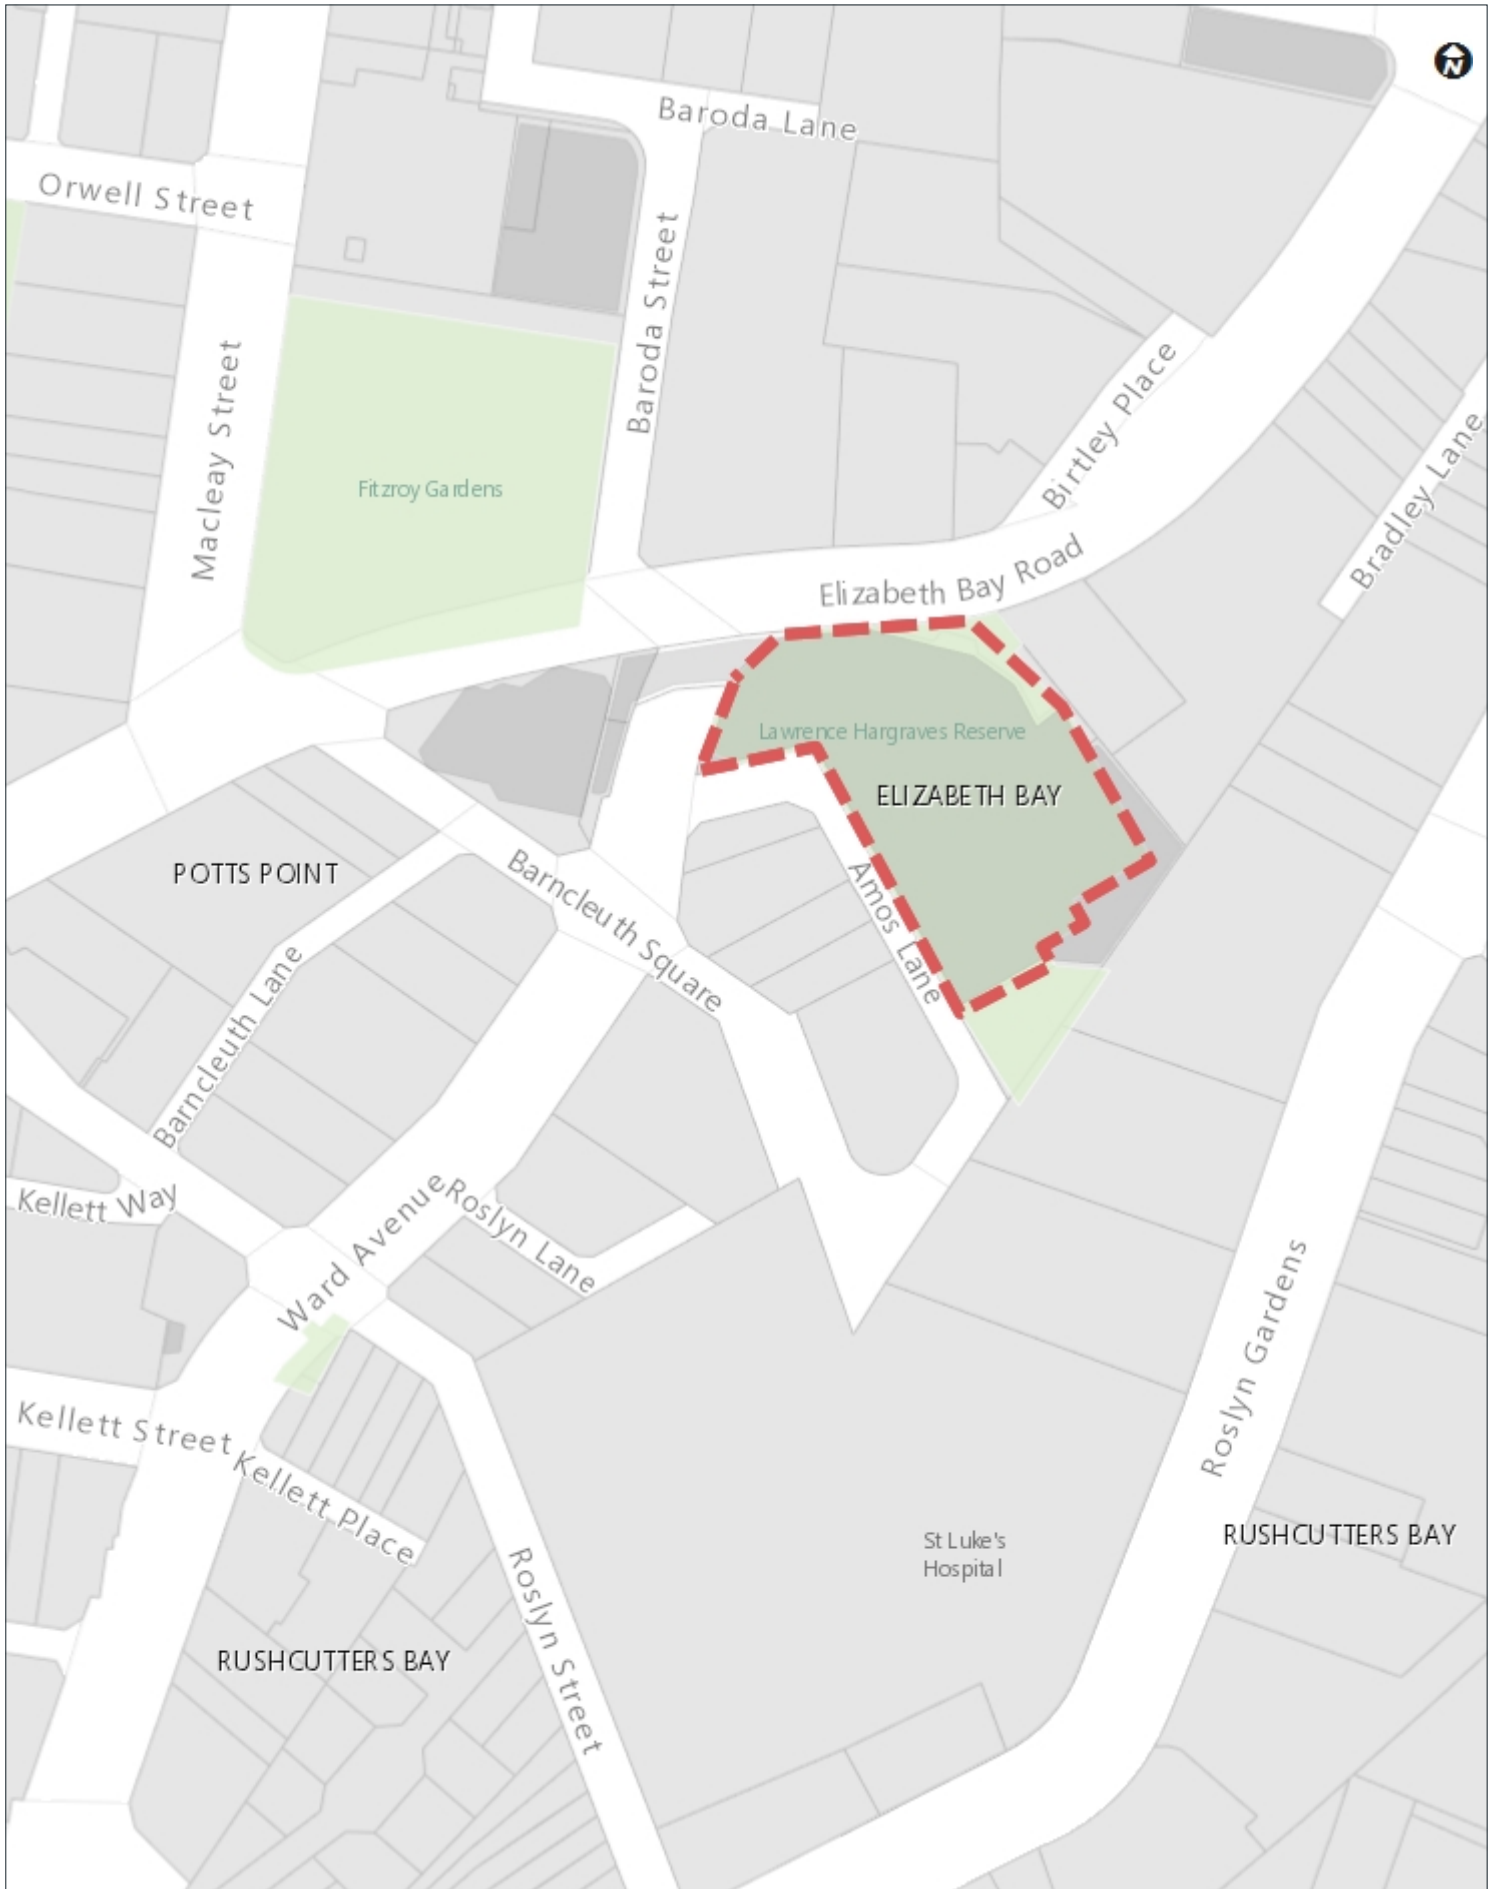 N
Baroda Lane
Orwell Street
Baroda Street
Macleay Street
Birtley Place
Bradley Lane
Fitzroy Gardens
Elizabeth Bay Road
Lawrence Hargraves Reserve
ELIZABETH BAY
POTTS POINT
Barncleuth Square
Amos Lane
Barncleuth Lane
Kellett Way
Ward Avenue
Roslyn Lane
Roslyn Gardens
Kellett Street
Kellett Place
St Luke's
Hospital
RUSHCUTTERS BAY
Roslyn Street
RUSHCUTTERS BAY